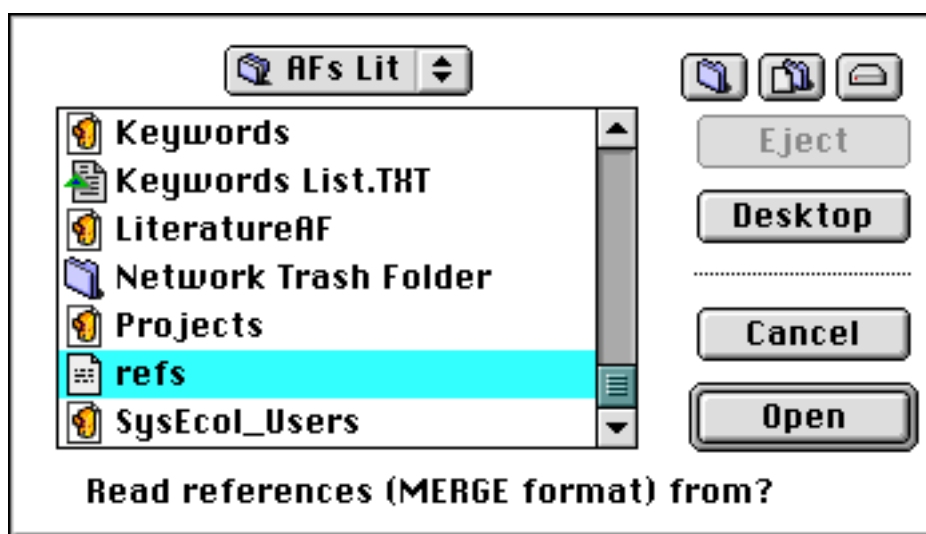 AFs Lit
Keywords
Keywords List.TXT
LiteratureAF
Network Trash Folder
Projects
refs
SysEcol_Users
Eject
Desktop
Cancel
Open
Read references (MERGE format) from?